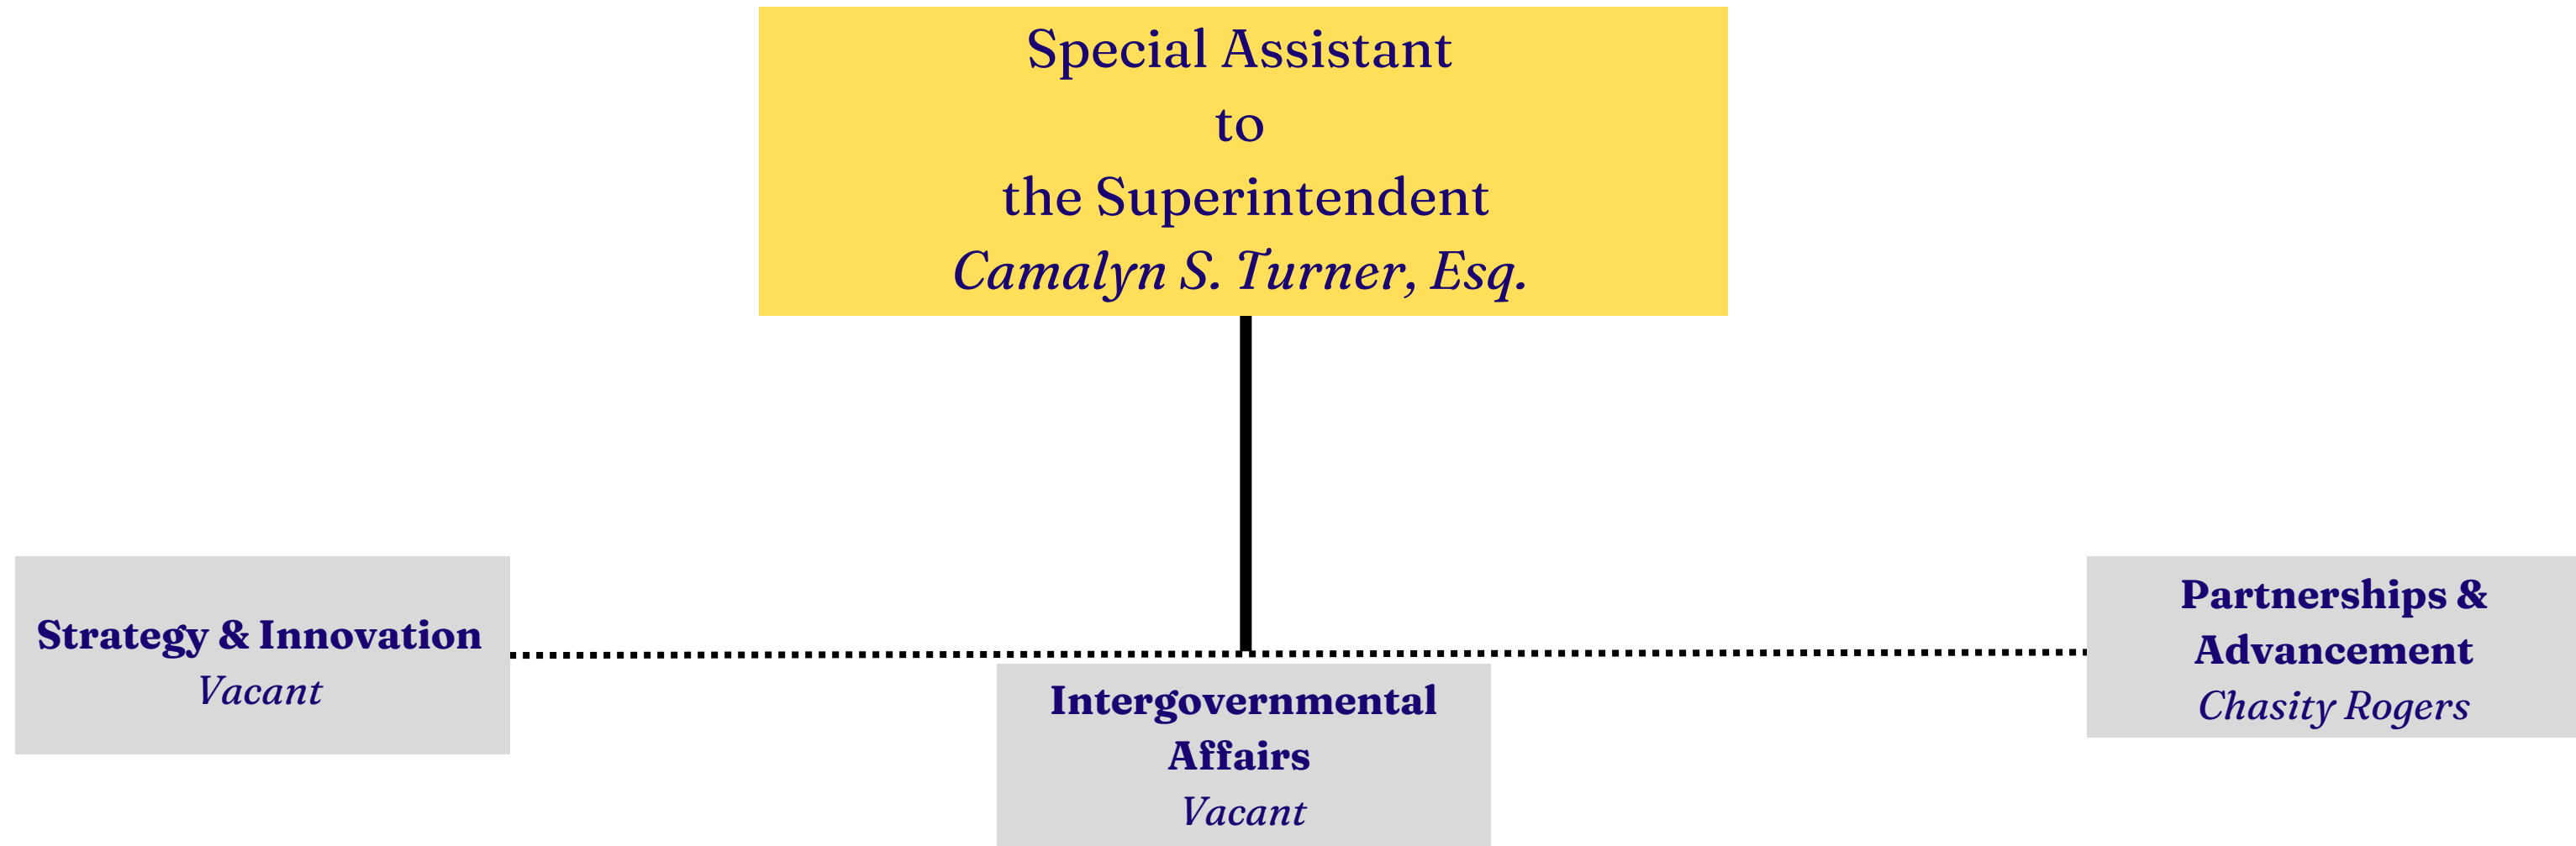 Special Assistant
to
the Superintendent
Camalyn S. Turner, Esq.
Strategy & Innovation
Vacant
Intergovernmental
Affairs
Vacant
Partnerships &
Advancement
Chasity Rogers